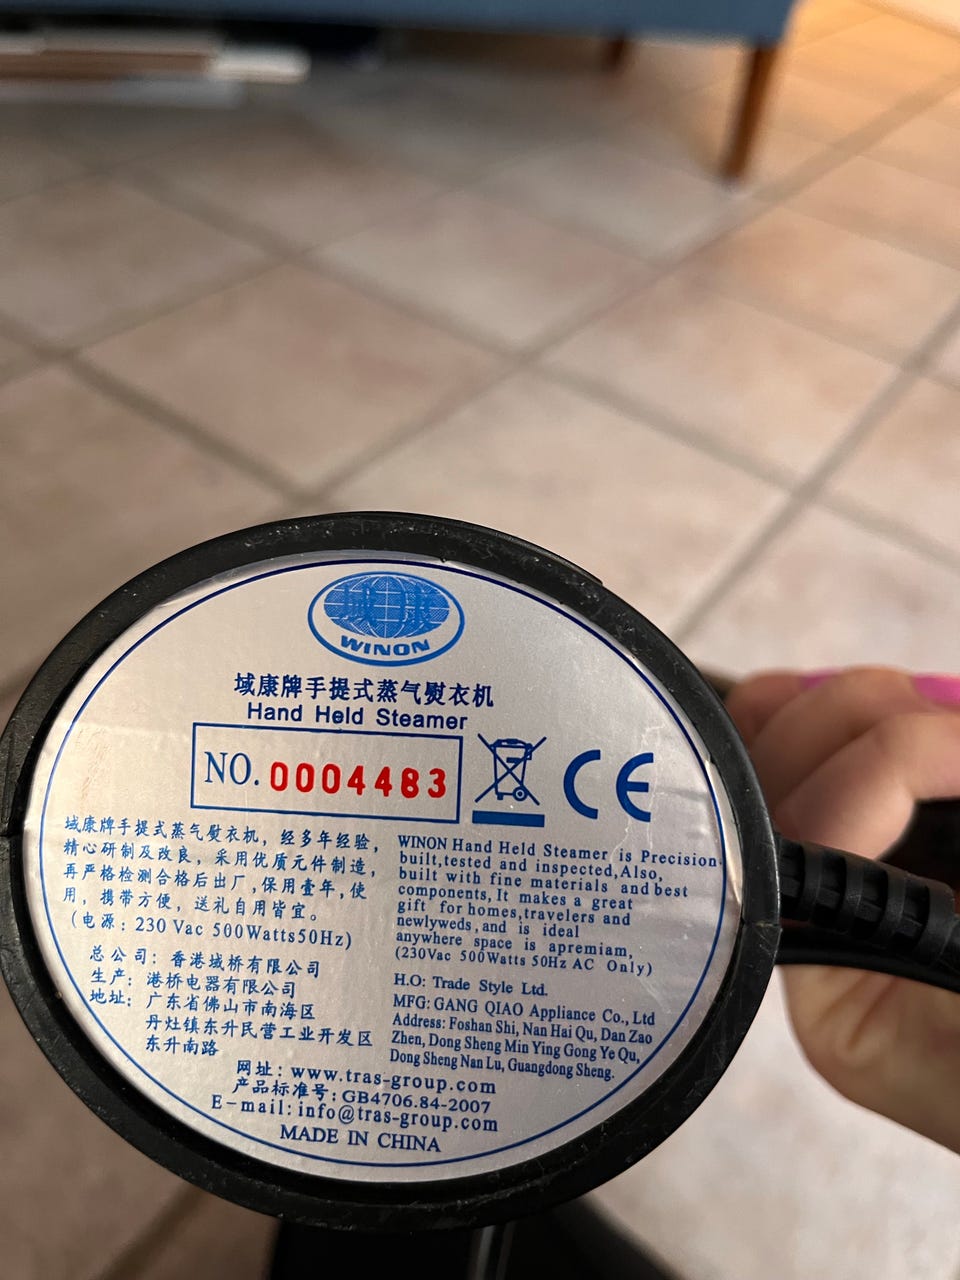 WINON
域康牌手提式蒸气熨衣机
Hand Held Steamer
NO. 0004483
CE
域康牌手提式蒸气熨衣机，经多年经验，
精心研制及改良，采用优质元件制造，
再严格检测合格后出厂,保用壹年,使
用，携带方便，送礼自用皆宜。
(电源：230 Vac 500Watts50Hz)
总公司：香港域桥有限公司
生产：港桥电器有限公司
地址：广东省佛山市南海区
丹灶镇东升民营工业开发区
东升南路
WINON Hand Held Steamer is Precision-
built,tested and inspected,Also,
built with fine materials and best
components, It makes a great
gift for homes,travelers and
newlyweds, and is ideal
anywhere space is apremiam,
(230Vac 500Watts 50Hz AC Only)
H.O: Trade Style Ltd.
MFG: GANG QIAO Appliance Co., Ltd
Address: Foshan Shi, Nan Hai Qu, Dan Zao
Zhen, Dong Sheng Min Ying Gong Ye Qu,
Dong Sheng Nan Lu, Guangdong Sheng.
网址：www.tras-group.com
产品标准号：GB4706.84-2007
E-mail:info@tras-group.com
MADE IN CHINA